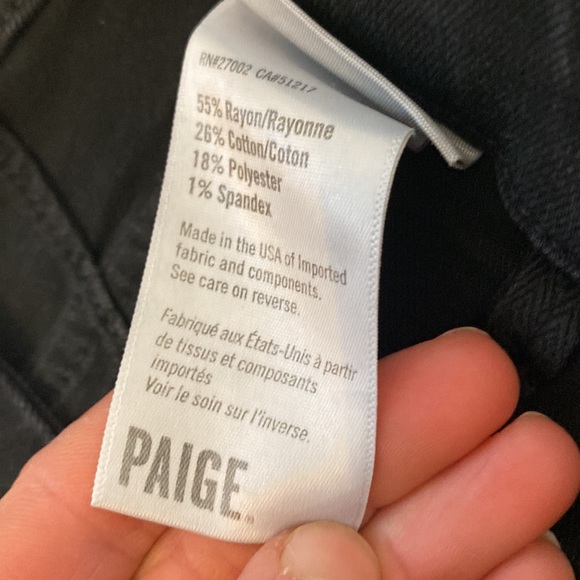 RN#27002 CA#51217
55% Rayon/Rayonne
26% Cotton/Coton
18% Polyester
1% Spandex
Made in the USA of Imported
fabric and components.
See care on reverse.
Fabriqué aux États-Unis à partir
de tissus et composants
importés
Voir le soin sur l'inverse.
PAIGE